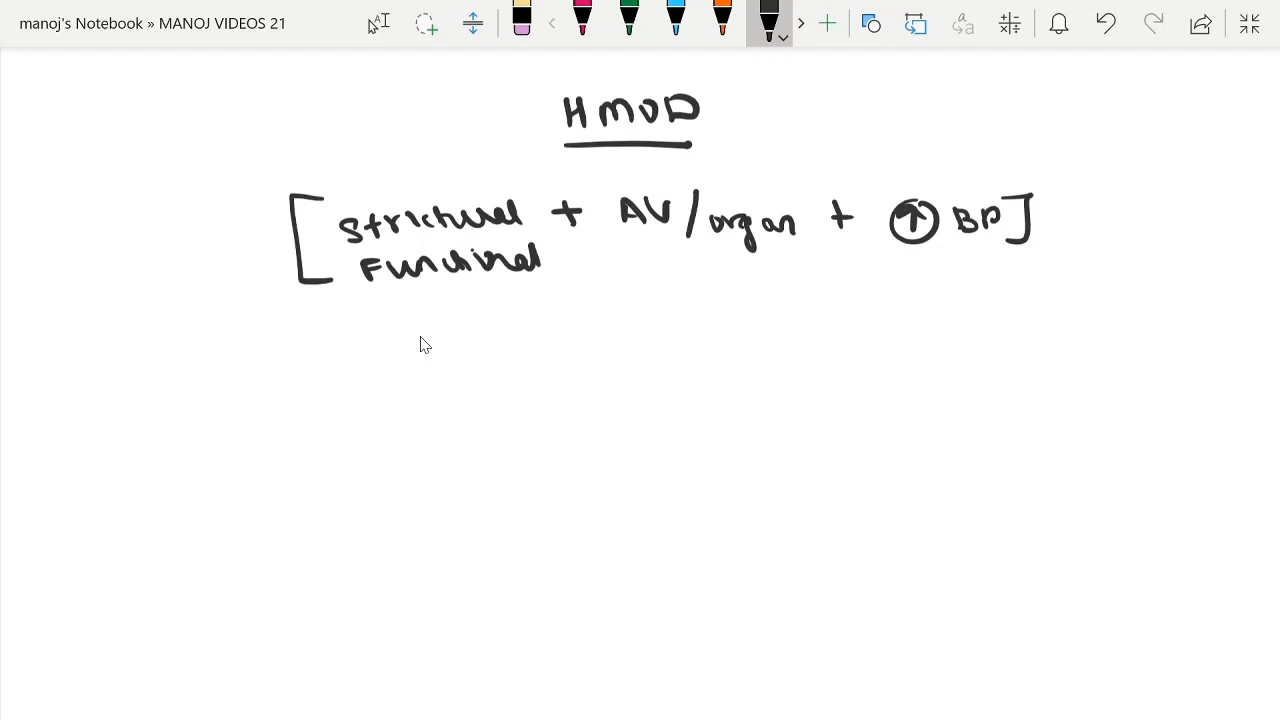 manoj's Notebook » MANOJ VIDEOS 21
HMOD
[ Structural + AV/organ + ↑ BP ]
Functional